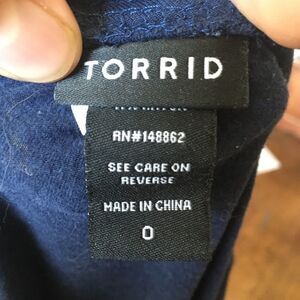 TORRID
RN#148862
SEE CARE ON
REVERSE
MADE IN CHINA
0